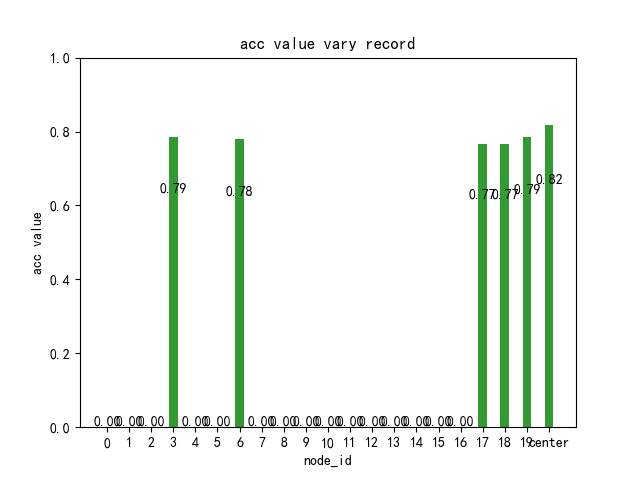 acc value vary record
1.0
0.8
0.6
0.4
0.2
0.0
acc value
0.00 0.00 0.00 0.79 0.00 0.00 0.78 0.00 0.00 0.00 0.00 0.00 0.00 0.00 0.00 0.00 0.00 0.77 0.77 0.79 0.82
0 1 2 3 4 5 6 7 8 9 10 11 12 13 14 15 16 17 18 19 center
node_id